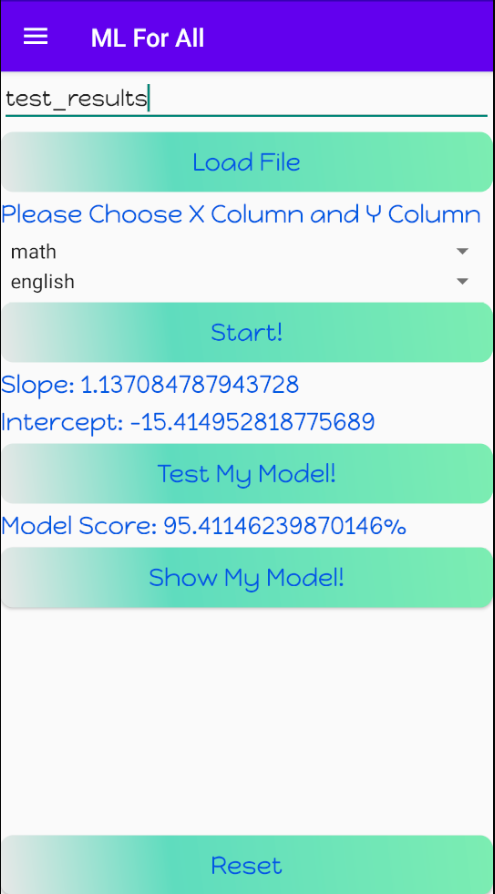 ML For All
test_results
Load File
Please Choose X Column and Y Column
math
english
Start!
Slope: 1.137084787943728
Intercept: -15.414952818775689
Test My Model!
Model Score: 95.41146239870146%
Show My Model!
Reset